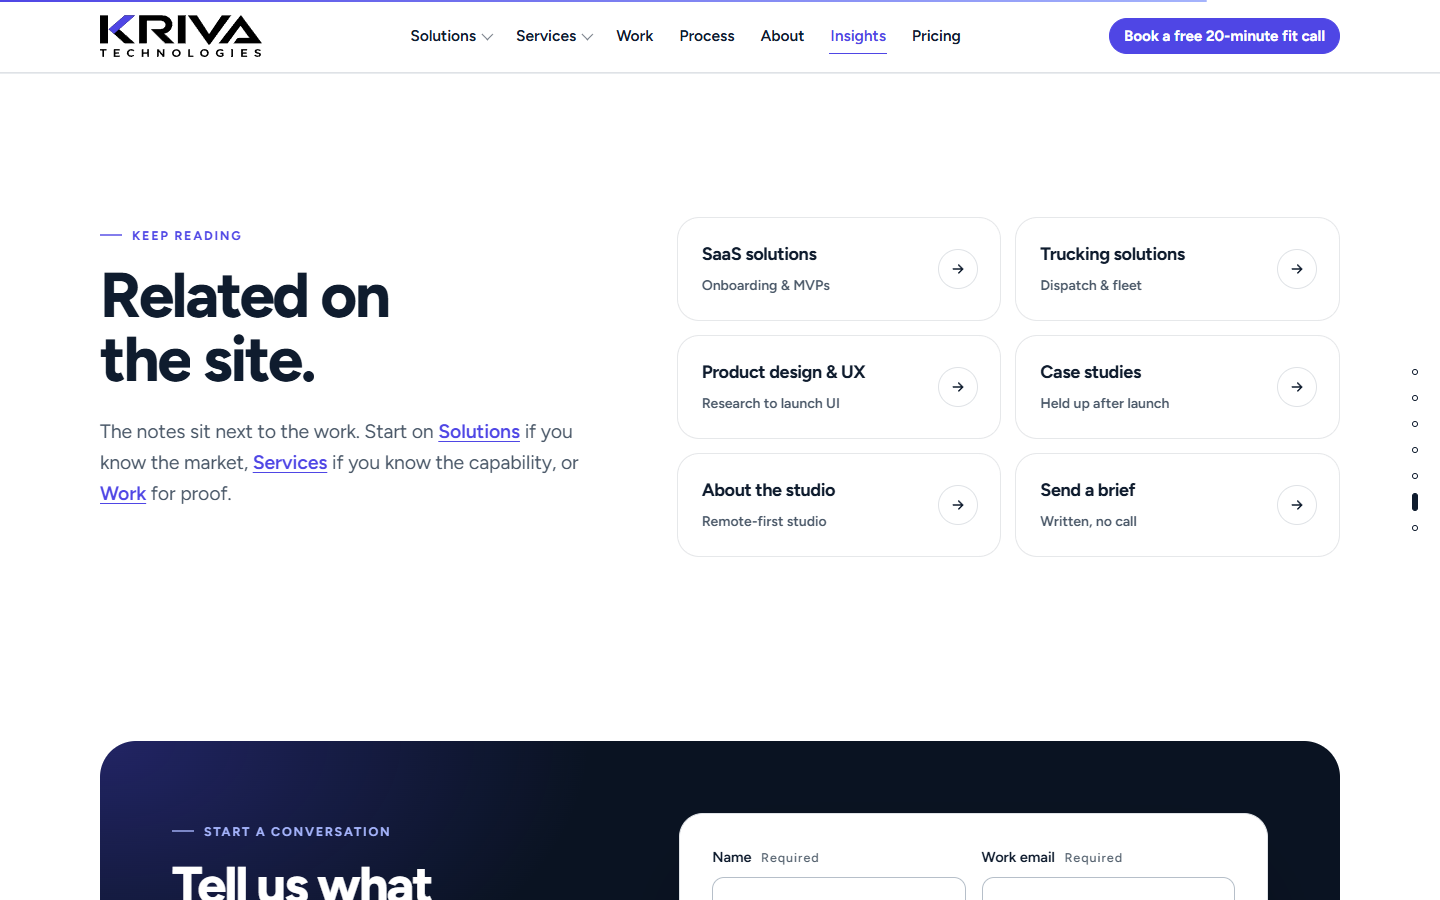 KRIVA
TECHNOLOGIES
Solutions
Services
Work
Process
About
Insights
Pricing
Book a free 20-minute fit call
KEEP READING
Related on
the site.
The notes sit next to the work. Start on Solutions if you
know the market, Services if you know the capability, or
Work for proof.
SaaS solutions
Onboarding & MVPs
Trucking solutions
Dispatch & fleet
Product design & UX
Research to launch UI
Case studies
Held up after launch
About the studio
Remote-first studio
Send a brief
Written, no call
START A CONVERSATION
Tell us what
Name Required
Work email Required